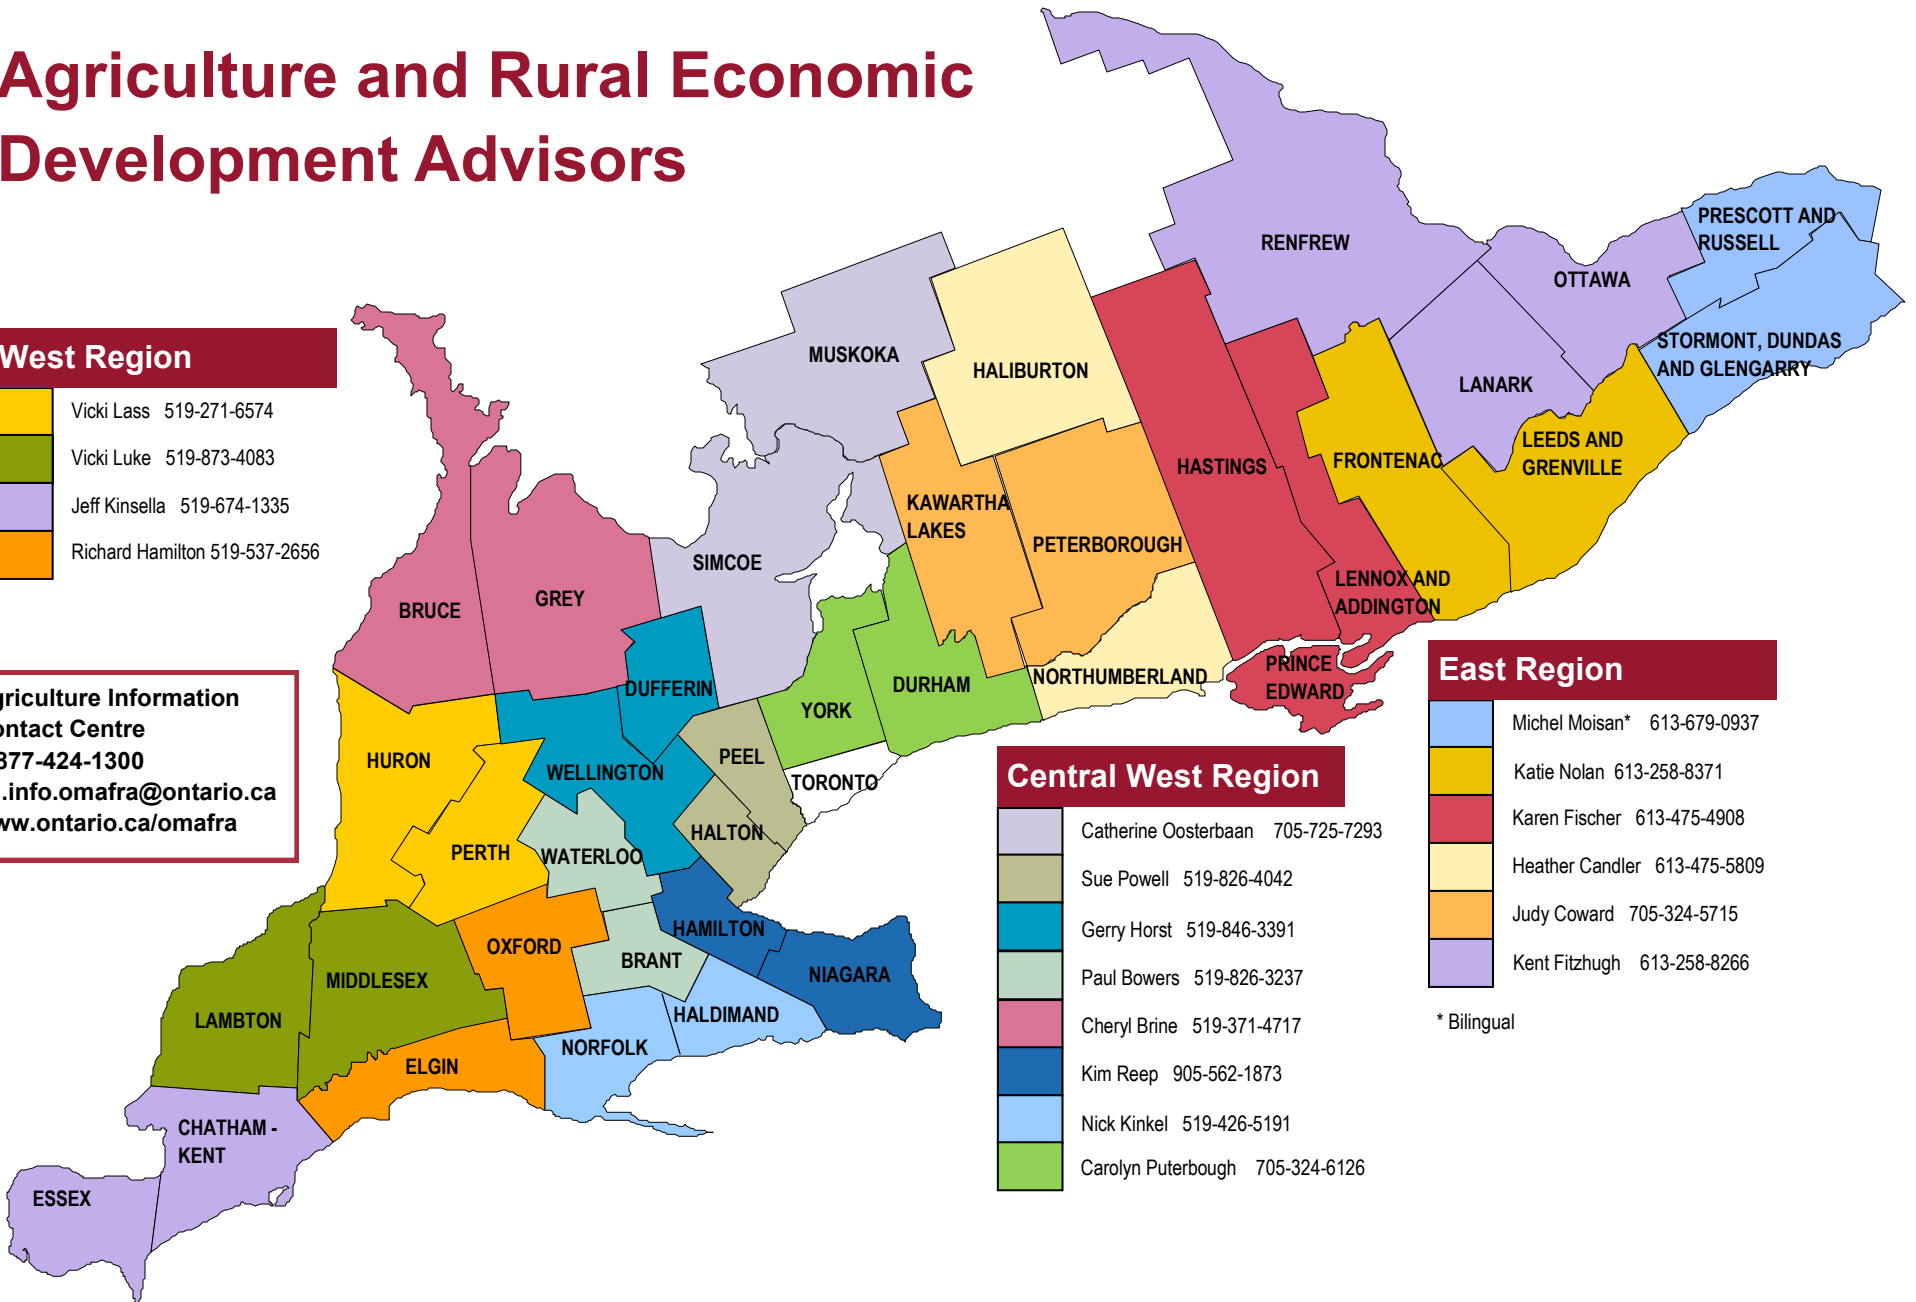 Agriculture and Rural Economic
Development Advisors
West Region
Vicki Lass 519-271-6574
Vicki Luke 519-873-4083
Jeff Kinsella 519-674-1335
Richard Hamilton 519-537-2656
griculture Information
ontact Centre
877-424-1300
.info.omafra@ontario.ca
ww.ontario.ca/omafra
RENFREW
PRESCOTT AND
RUSSELL
OTTAWA
STORMONT, DUNDAS
AND GLENGARRY
MUSKOKA
HALIBURTON
LANARK
LEEDS AND
GRENVILLE
FRONTENAC
HASTINGS
KAWARTHA
LAKES
PETERBOROUGH
SIMCOE
LENNOX AND
ADDINGTON
BRUCE
GREY
PRINCE
EDWARD
NORTHUMBERLAND
DURHAM
DUFFERIN
YORK
PEEL
TORONTO
HURON
WELLINGTON
HALTON
PERTH
WATERLOO
HAMILTON
OXFORD
BRANT
NIAGARA
MIDDLESEX
LAMBTON
HALDIMAND
NORFOLK
ELGIN
CHATHAM -
KENT
ESSEX
Central West Region
Catherine Oosterbaan 705-725-7293
Sue Powell 519-826-4042
Gerry Horst 519-846-3391
Paul Bowers 519-826-3237
Cheryl Brine 519-371-4717
Kim Reep 905-562-1873
Nick Kinkel 519-426-5191
Carolyn Puterbough 705-324-6126
East Region
Michel Moisan* 613-679-0937
Katie Nolan 613-258-8371
Karen Fischer 613-475-4908
Heather Candler 613-475-5809
Judy Coward 705-324-5715
Kent Fitzhugh 613-258-8266
* Bilingual